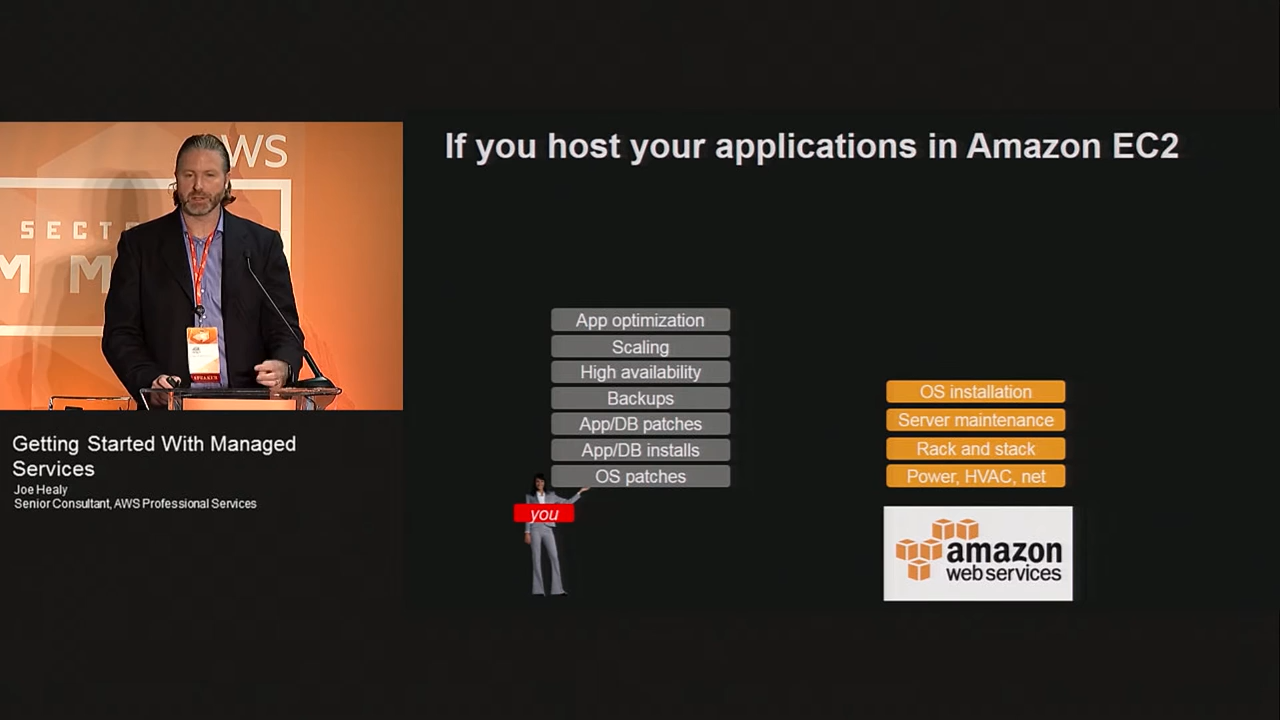 If you host your applications in Amazon EC2
AWS
SECTO
M M
SPEAKER
Getting Started With Managed
Services
Joe Healy
Senior Consultant, AWS Professional Services
App optimization
Scaling
High availability
Backups
App/DB patches
App/DB installs
OS patches
you
OS installation
Server maintenance
Rack and stack
Power, HVAC, net
amazon
web services